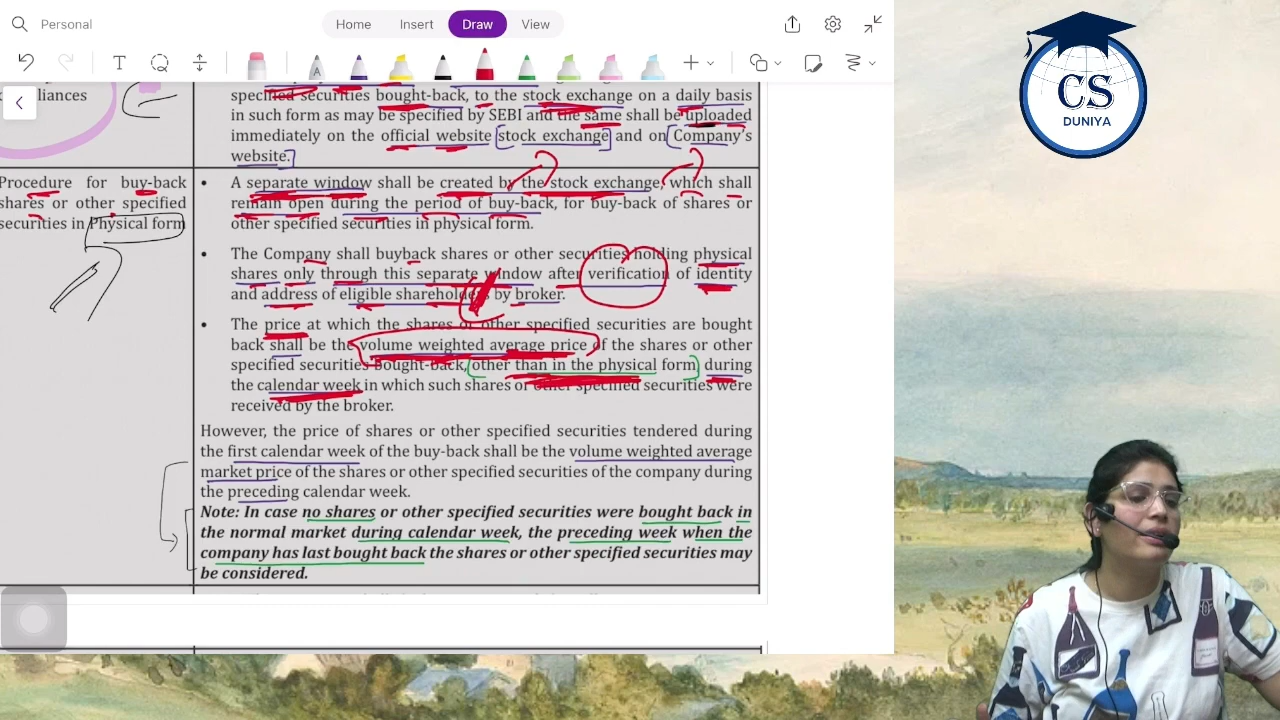 Personal
Home Insert Draw View
liances
specified securities bought-back, to the stock exchange on a daily basis
in such form as may be specified by SEBI and the same shall be uploaded
immediately on the official website stock exchange and on Company's
website.
Procedure for buy-back
shares or other specified
securities in Physical form
• A separate window shall be created by the stock exchange, which shall
remain open during the period of buy-back, for buy-back of shares or
other specified securities in physical form.
• The Company shall buyback shares or other securities holding physical
shares only through this separate window after verification of identity
and address of eligible shareholders by broker.
• The price at which the shares or other specified securities are bought
back shall be the volume weighted average price of the shares or other
specified securities bought-back, other than in the physical form during
the calendar week in which such shares or other specified securities were
received by the broker.
However, the price of shares or other specified securities tendered during
the first calendar week of the buy-back shall be the volume weighted average
market price of the shares or other specified securities of the company during
the preceding calendar week.
Note: In case no shares or other specified securities were bought back in
the normal market during calendar week, the preceding week when the
company has last bought back the shares or other specified securities may
be considered.
CS
DUNIYA